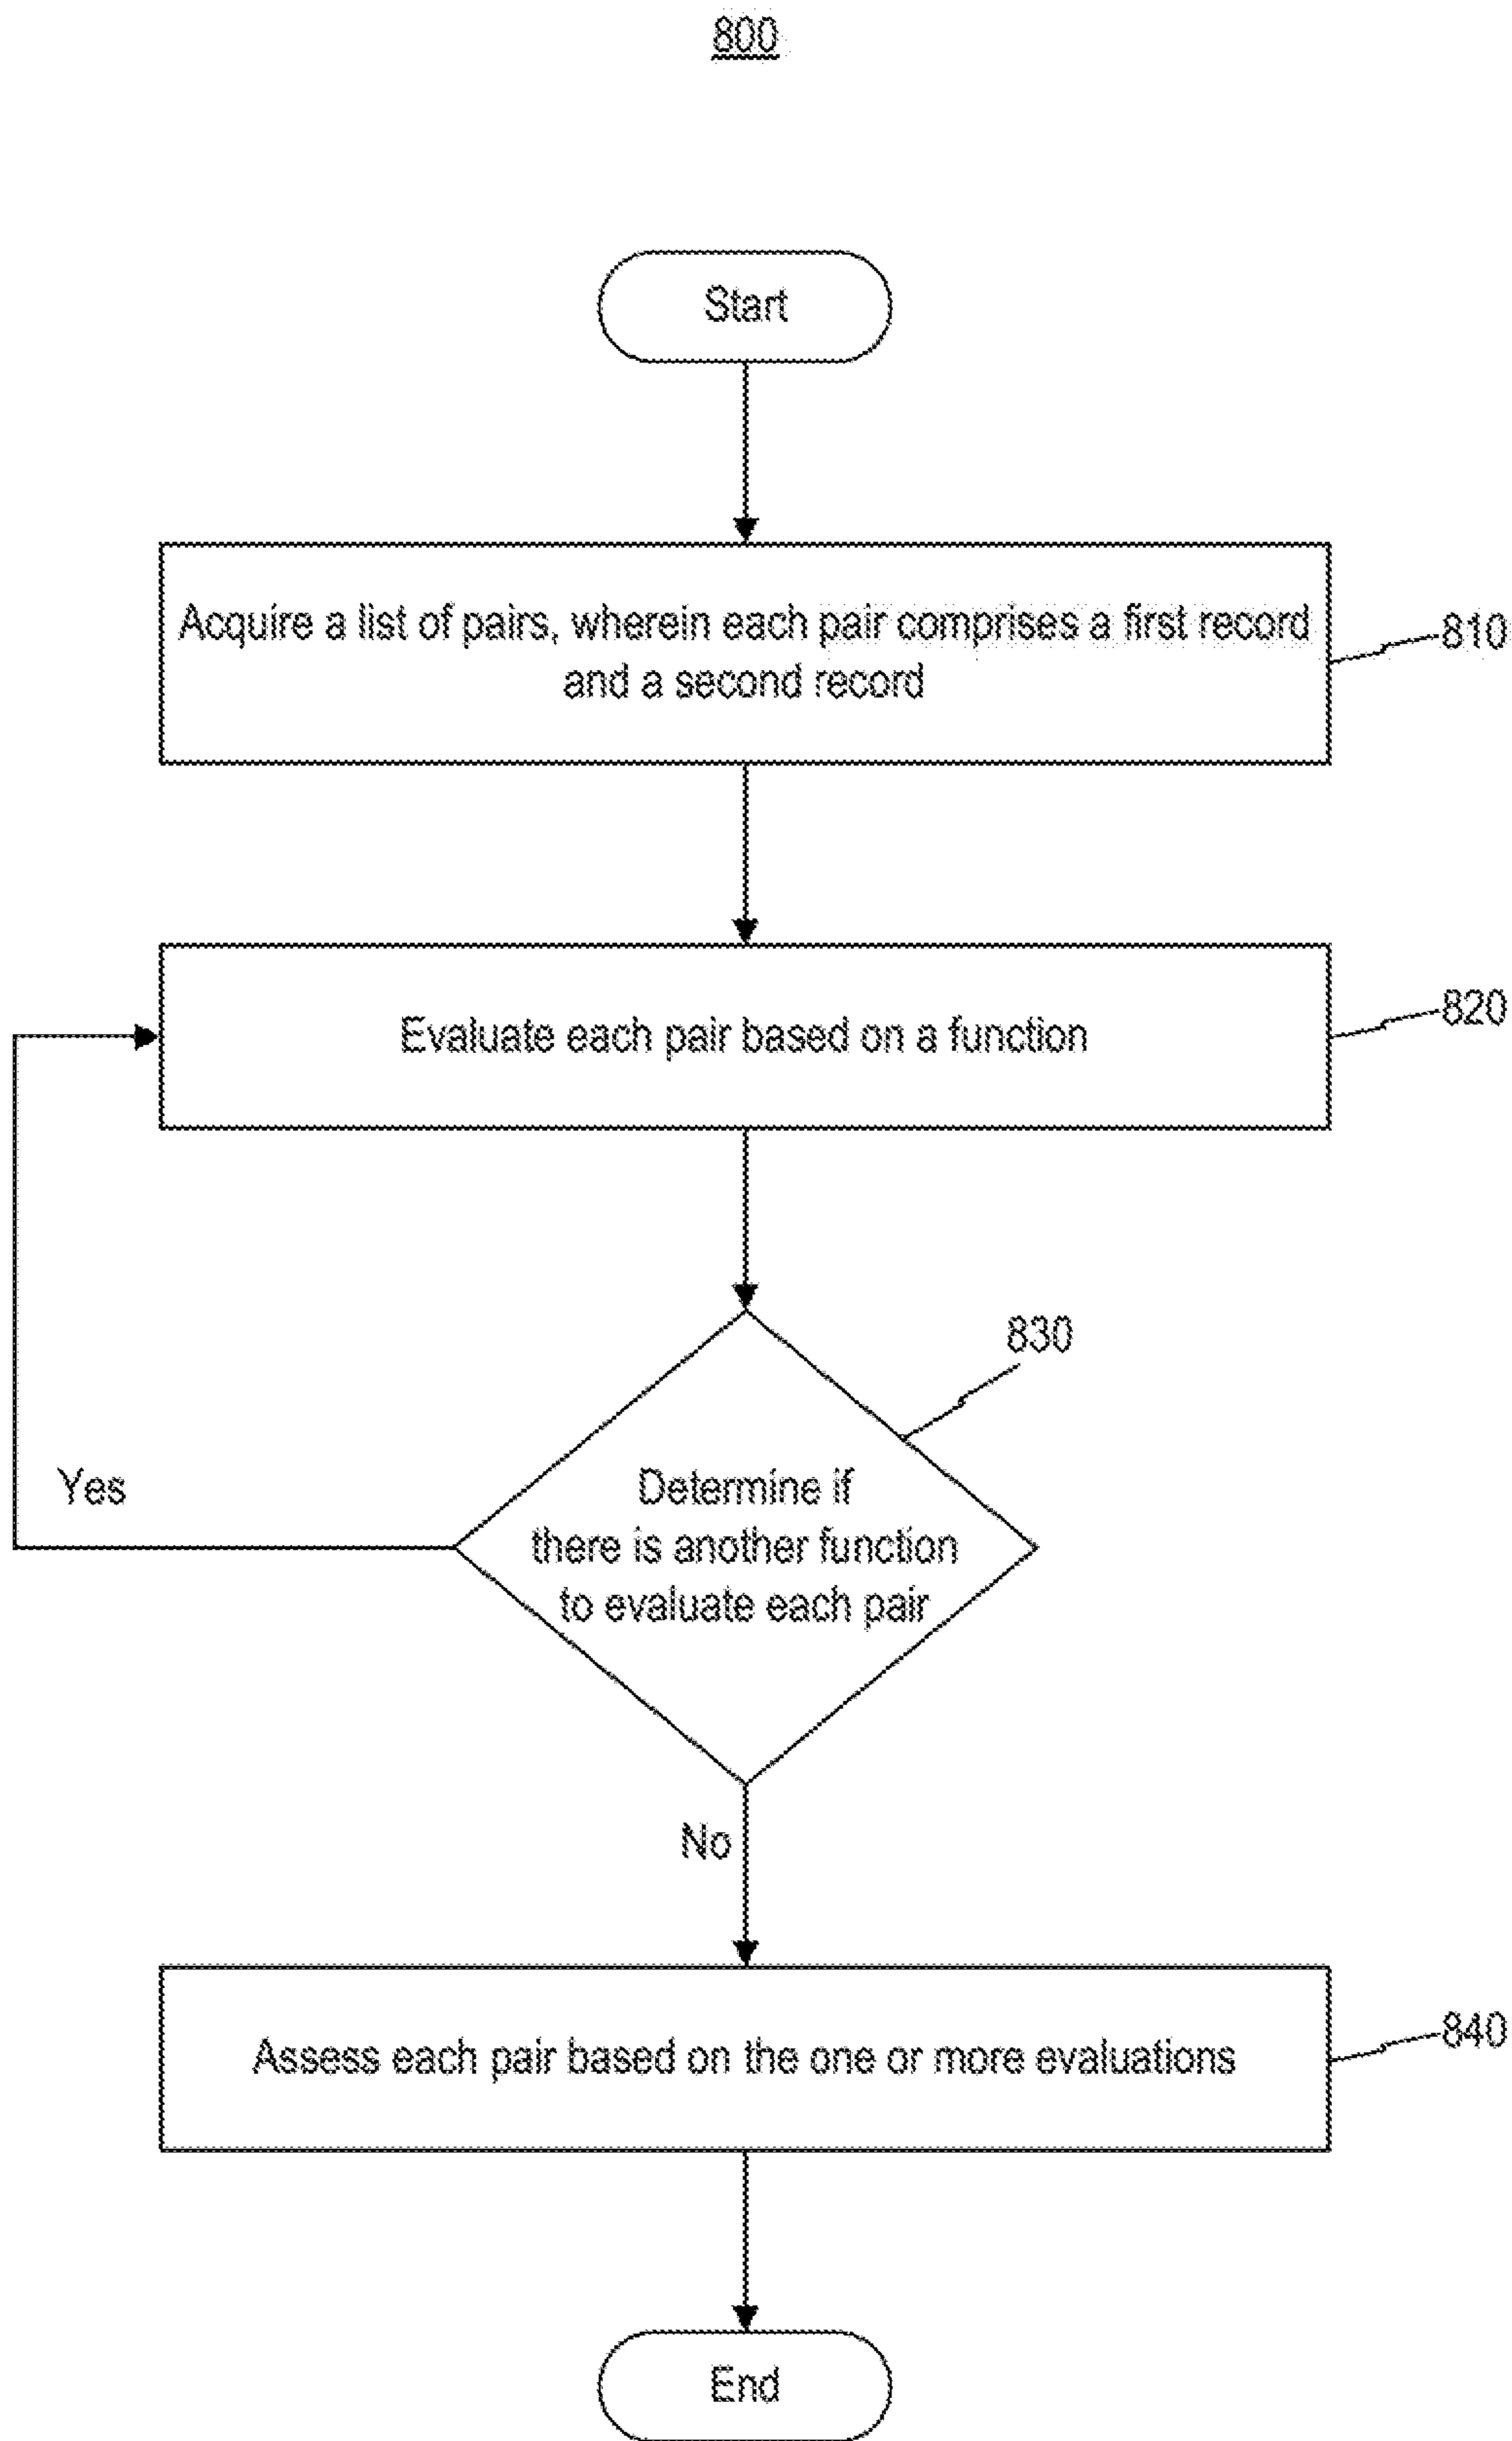 800
Start
Acquire a list of pairs, wherein each pair comprises a first record
and a second record
810
Evaluate each pair based on a function
820
830
Determine if
there is another function
to evaluate each pair
Yes
No
Assess each pair based on the one or more evaluations
840
End